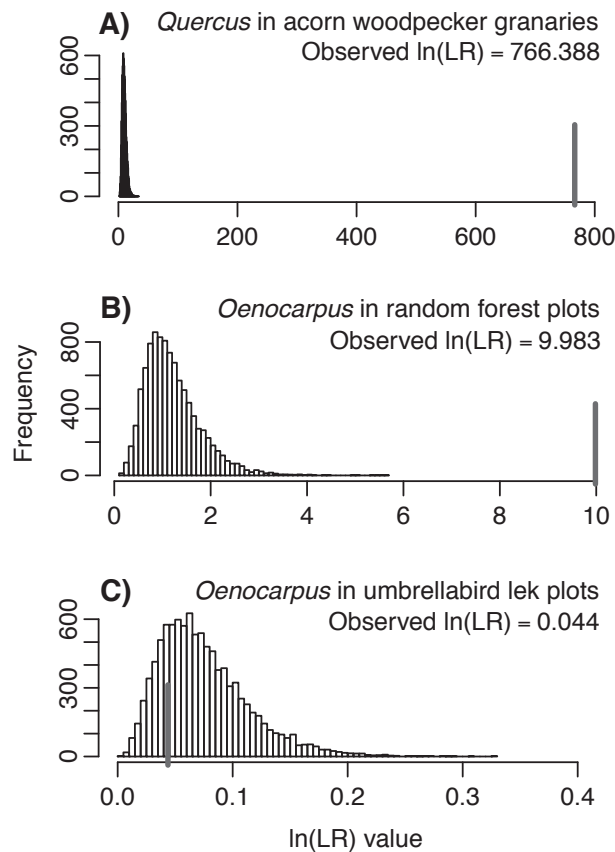 A) Quercus in acorn woodpecker granaries
Observed ln(LR) = 766.388
600
300
0
0 200 400 600 800
B) Oenocarpus in random forest plots
Observed ln(LR) = 9.983
800
400
0
0 2 4 6 8 10
Frequency
C) Oenocarpus in umbrellabird lek plots
Observed ln(LR) = 0.044
600
300
0
0.0 0.1 0.2 0.3 0.4
ln(LR) value